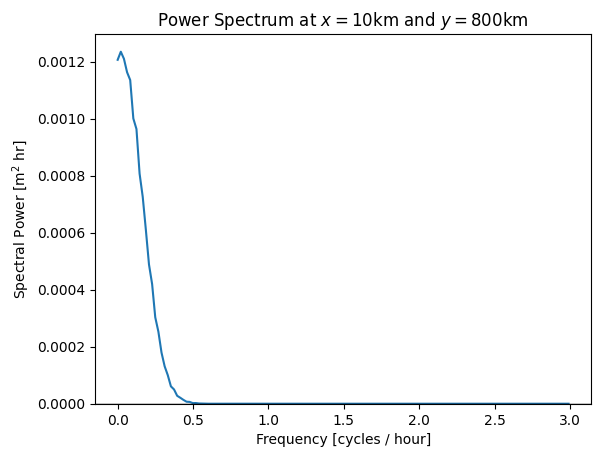 Power Spectrum at x = 10km and y = 800km
0.0012
0.0010
0.0008
0.0006
0.0004
0.0002
0.0000
Spectral Power [m² hr]
0.0 0.5 1.0 1.5 2.0 2.5 3.0
Frequency [cycles / hour]